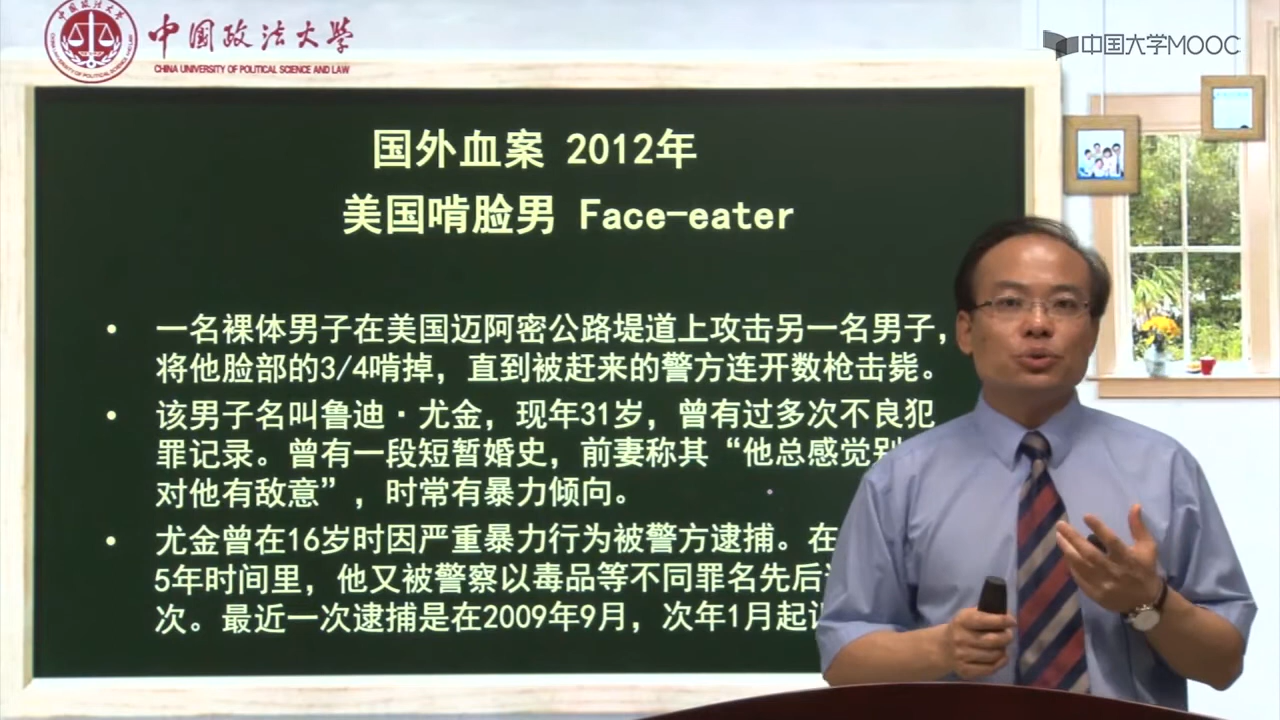 中国政法大学
CHINA UNIVERSITY OF POLITICAL SCIENCE AND LAW
中国大学MOOC
国外血案 2012年
美国啃脸男 Face-eater
• 一名裸体男子在美国迈阿密公路堤道上攻击另一名男子，
将他脸部的3/4啃掉，直到被赶来的警方连开数枪击毙。
• 该男子名叫鲁迪·尤金，现年31岁，曾有过多次不良犯
罪记录。曾有一段短暂婚史，前妻称其“他总感觉别
对他有敌意”，时常有暴力倾向。
• 尤金曾在16岁时因严重暴力行为被警方逮捕。在
5年时间里，他又被警察以毒品等不同罪名先后
次。最近一次逮捕是在2009年9月，次年1月起